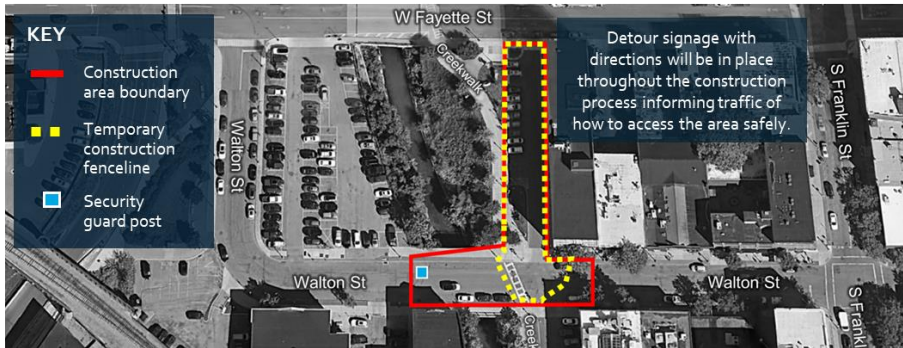 KEY
Construction
area boundary
Temporary
construction
fenceline
Security
guard post
W Fayette St
Creekwalk
Walton St
Walton St
Walton St
S Franklin St
S Frankli
Creek
Detour signage with
directions will be in place
throughout the construction
process informing traffic of
how to access the area safely.